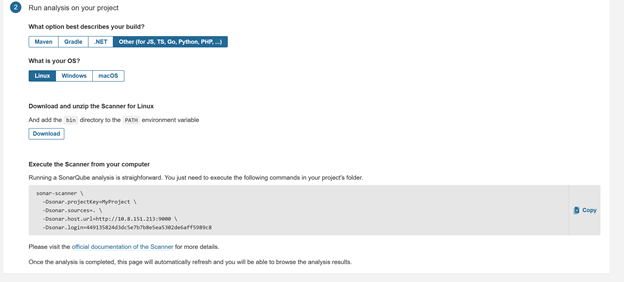 2 Run analysis on your project
What option best describes your build?
Maven Gradle .NET Other (for JS, TS, Go, Python, PHP, ...)
What is your OS?
Linux Windows macOS
Download and unzip the Scanner for Linux
And add the bin directory to the PATH environment variable
Download
Execute the Scanner from your computer
Running a SonarQube analysis is straighforward. You just need to execute the following commands in your project's folder.
sonar-scanner \
-Dsonar.projectKey=MyProject \
-Dsonar.sources=. \
-Dsonar.host.url=http://10.8.151.213:9000 \
-Dsonar.login=449135824d3dc5e7b7b8e5ea5302de6aff5989c8
Copy
Please visit the official documentation of the Scanner for more details.
Once the analysis is completed, this page will automatically refresh and you will be able to browse the analysis results.